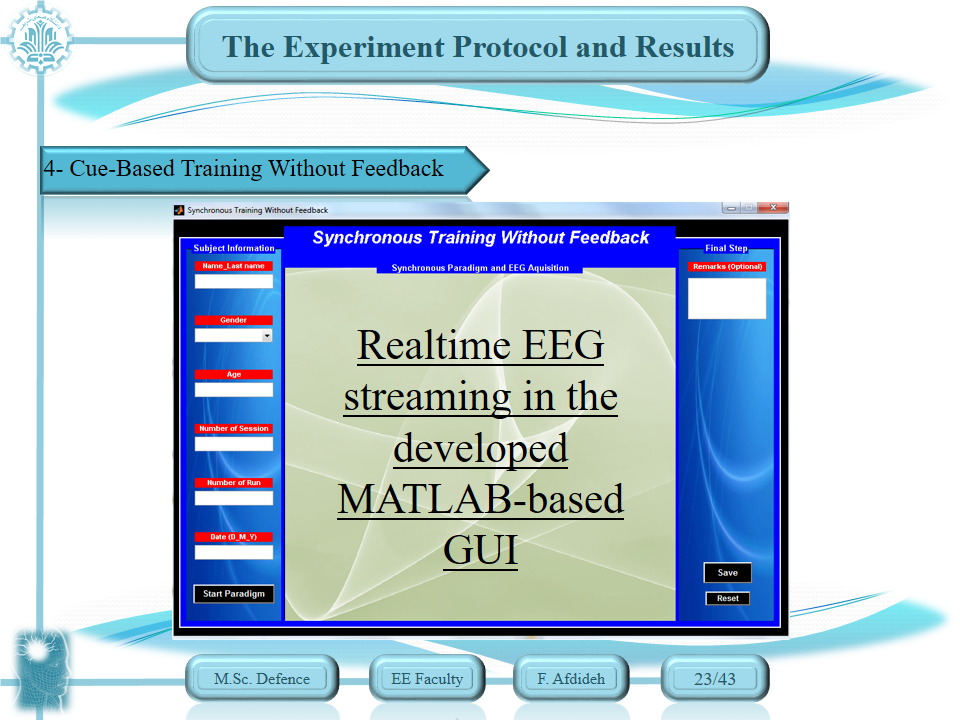 The Experiment Protocol and Results
4- Cue-Based Training Without Feedback
Synchronous Training Without Feedback
Synchronous Training Without Feedback
Subject Information
Name_Last name
Gender
Age
Number of Session
Number of Run
Date (D_M_Y)
Start Paradigm
Synchronous Paradigm and EEG Aquisition
Realtime EEG
streaming in the
developed
MATLAB-based
GUI
Final Step
Remarks (Optional)
Save
Reset
M.Sc. Defence
EE Faculty
F. Afdideh
23/43